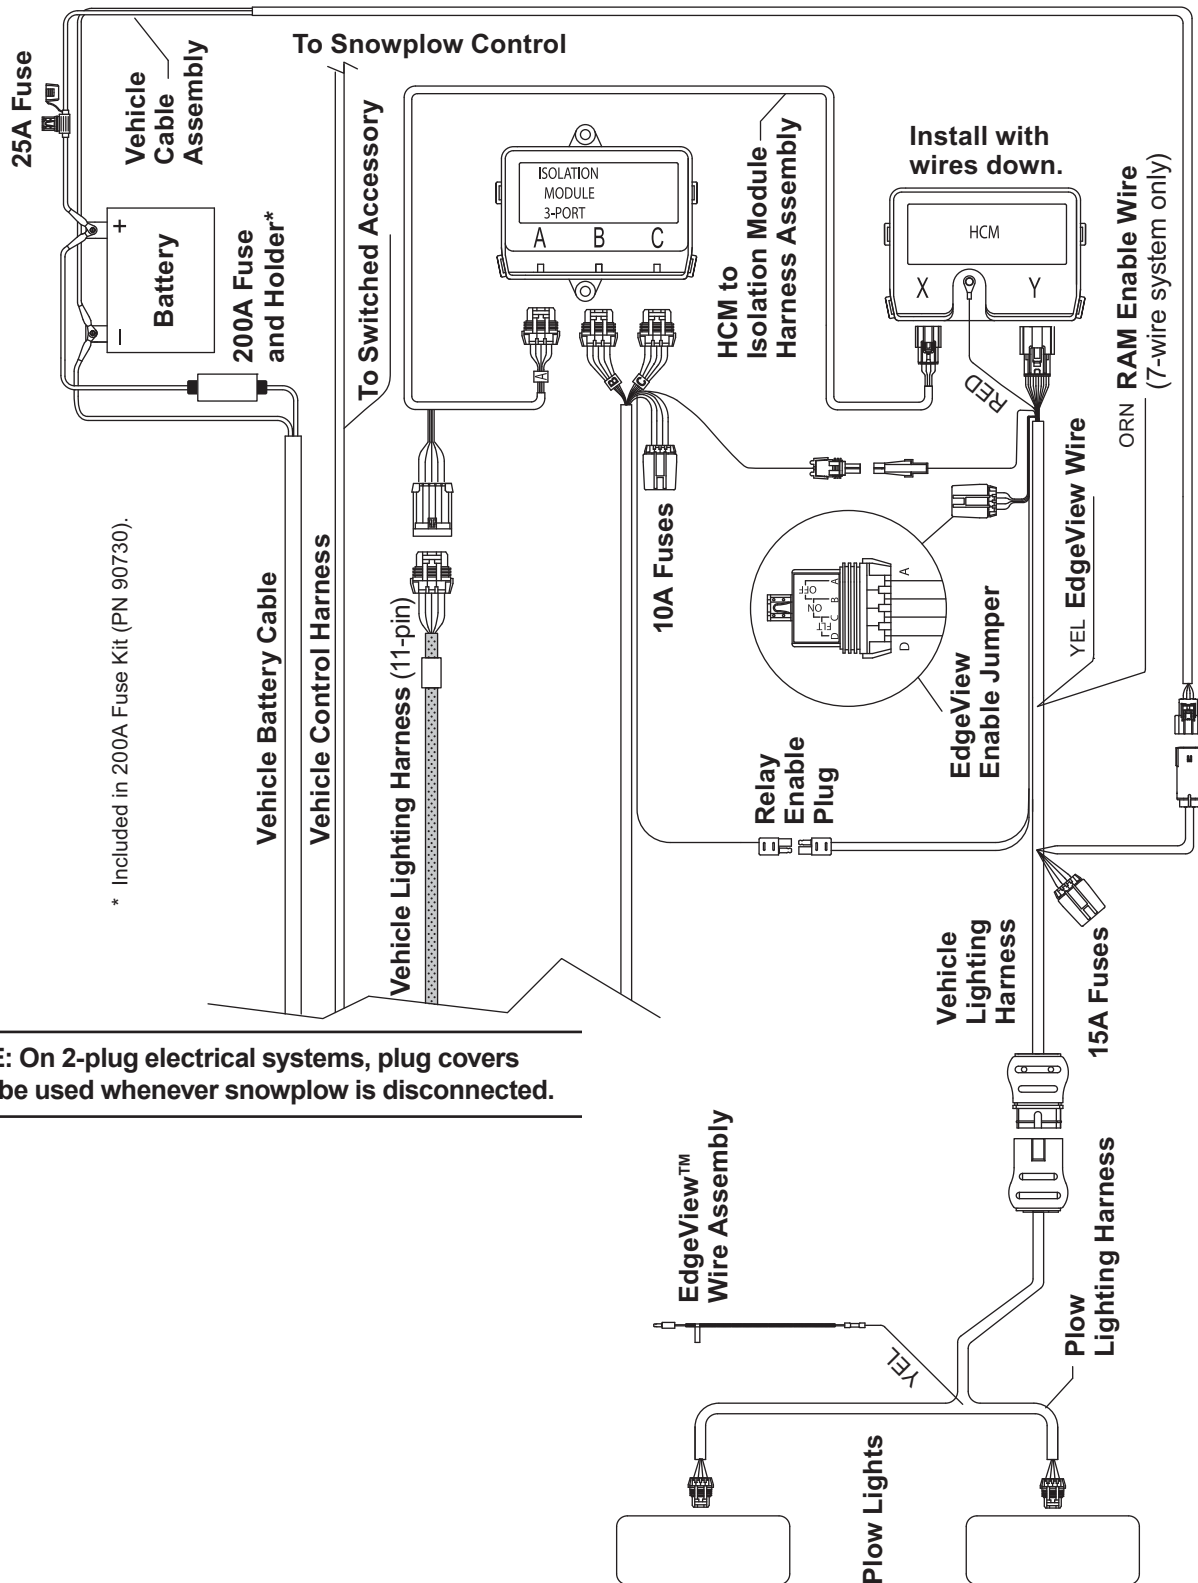 To Snowplow Control
25A Fuse
Vehicle
Cable
Assembly
+
–
Battery
200A Fuse
and Holder*
To Switched Accessory
ISOLATION
MODULE
3-PORT
A B C
A
B
C
HCM to
Isolation Module
Harness Assembly
Install with
wires down.
HCM
X Y
RED
ORN RAM Enable Wire
(7-wire system only)
YEL EdgeView Wire
* Included in 200A Fuse Kit (PN 90730).
Vehicle Battery Cable
Vehicle Control Harness
Vehicle Lighting Harness (11-pin)
10A Fuses
OFF
ON
FLT
A
B
C
D
A
D
EdgeView
Enable Jumper
Relay
Enable
Plug
Vehicle
Lighting
Harness
15A Fuses
E: On 2-plug electrical systems, plug covers
be used whenever snowplow is disconnected.
EdgeView™
Wire Assembly
YEL
Plow
Lighting Harness
Plow Lights